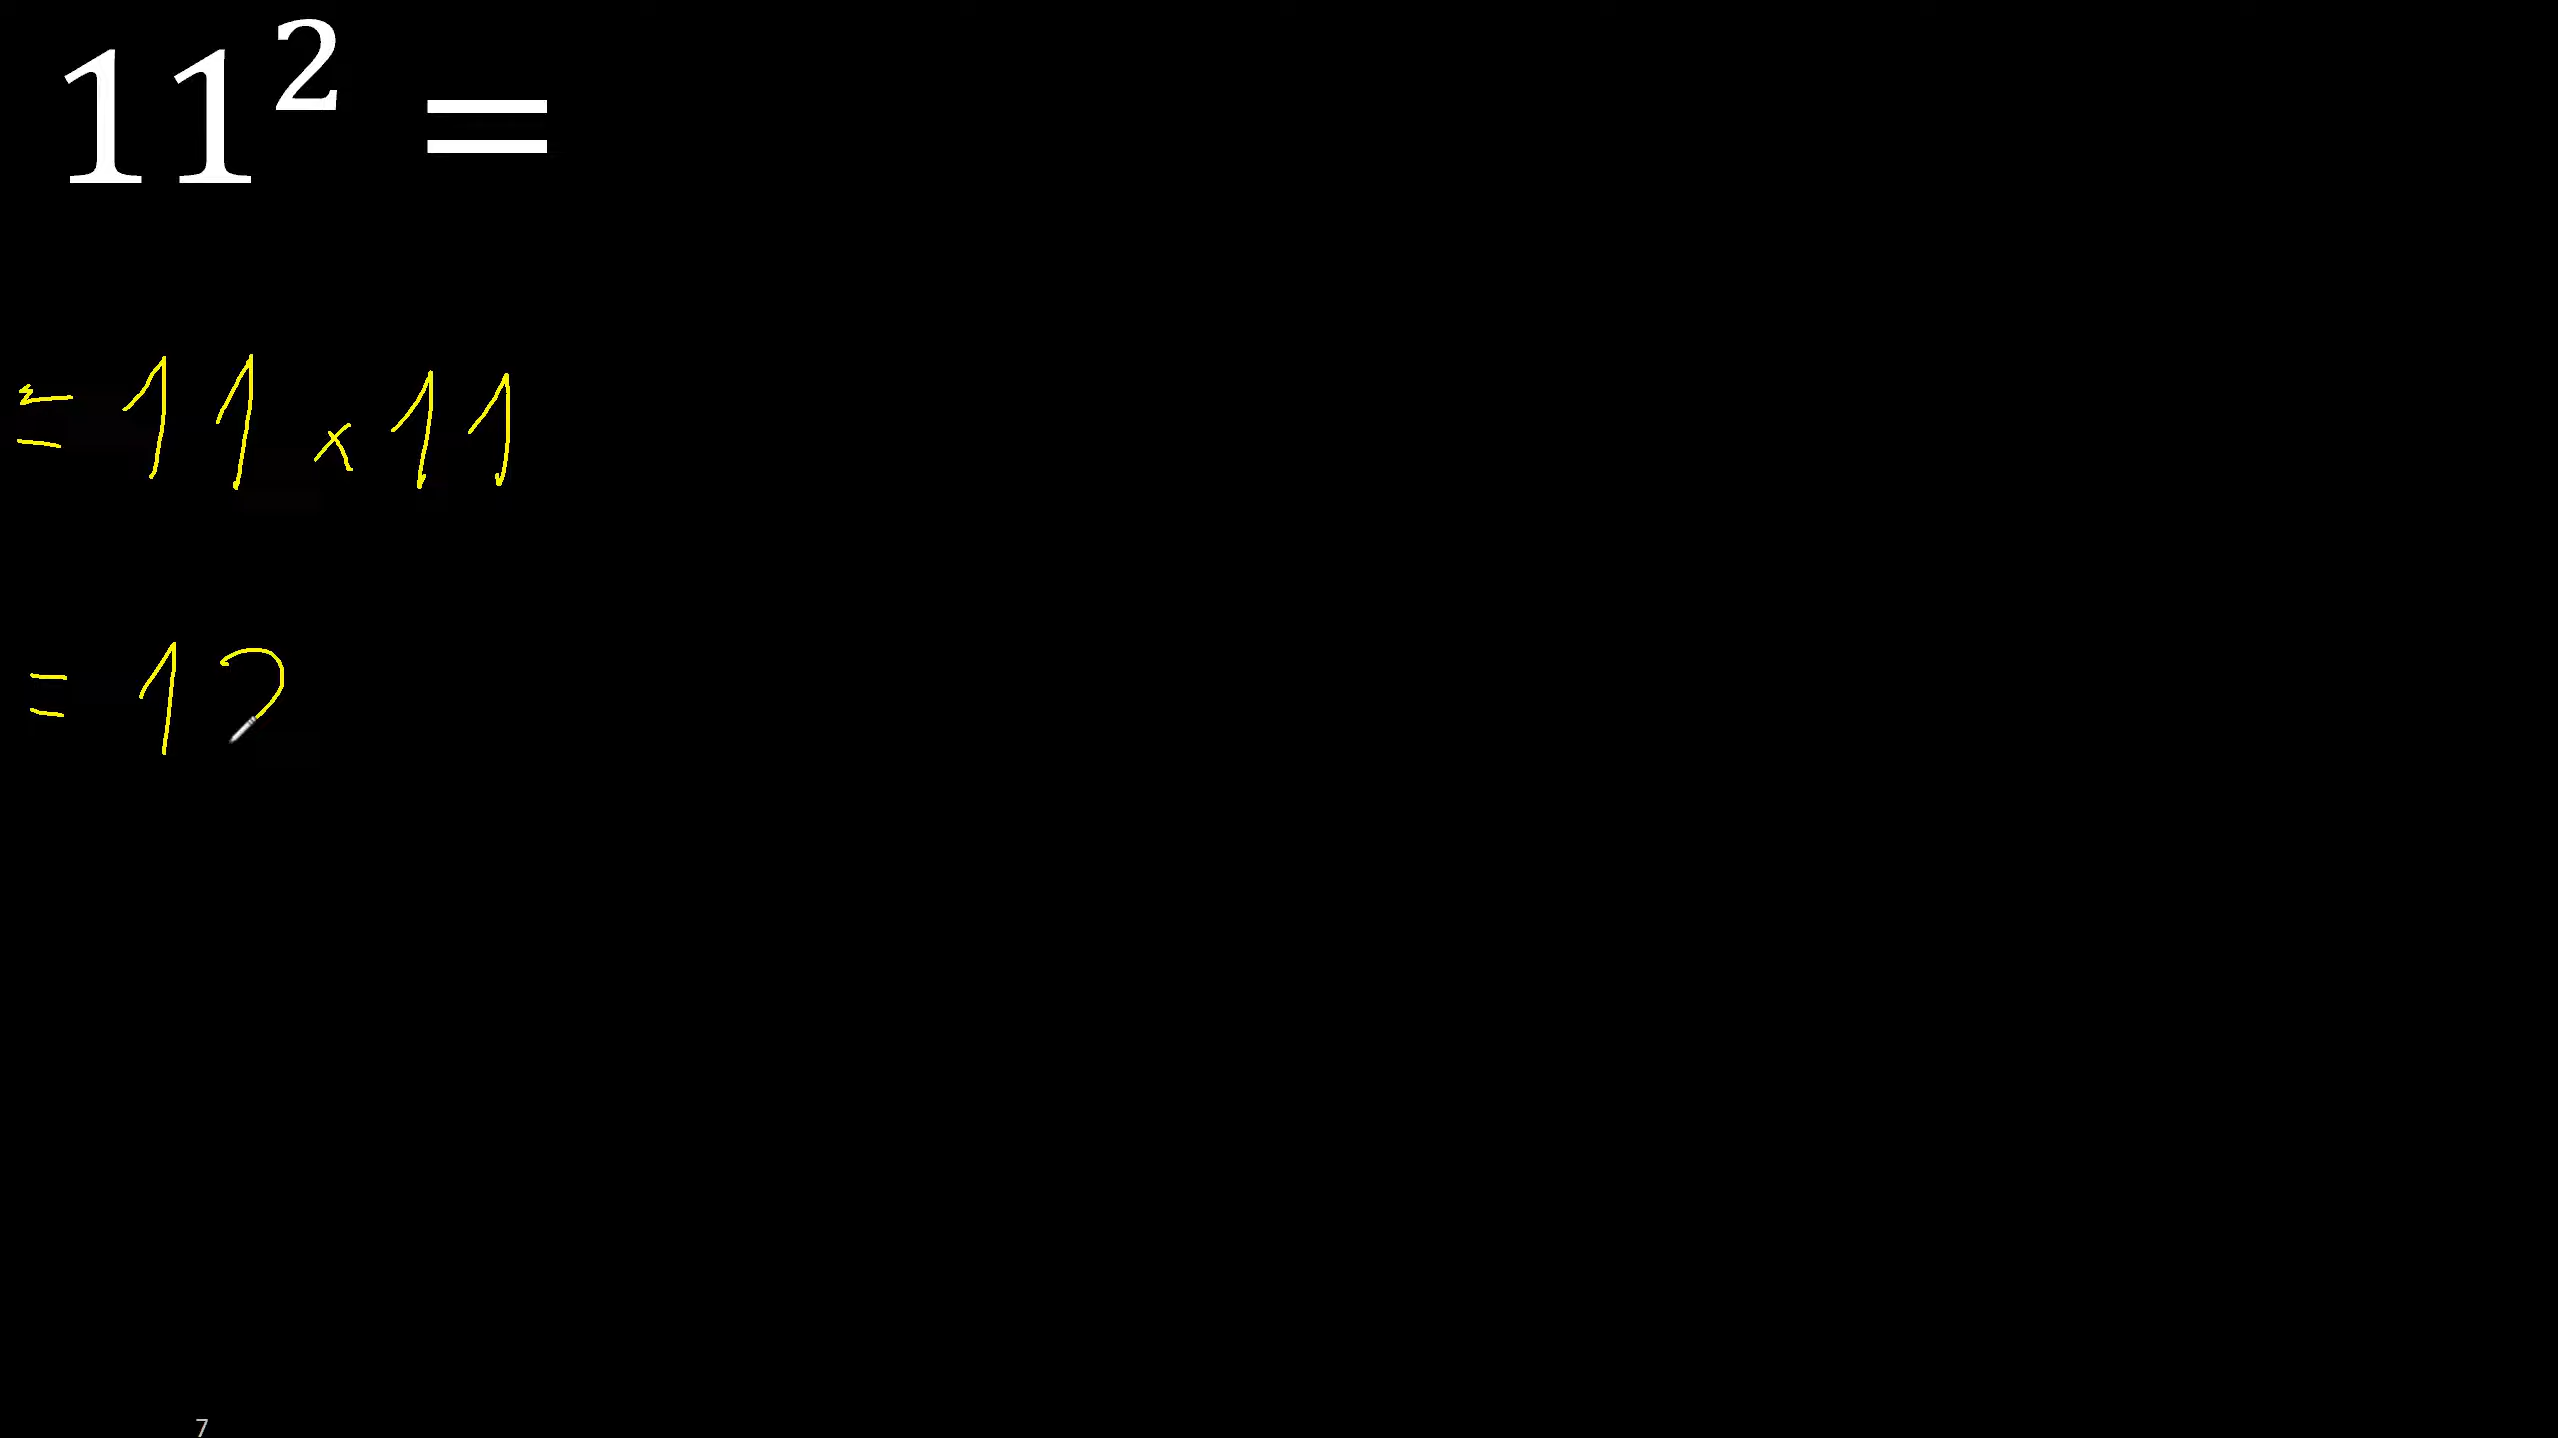 11² =
= 11 x 11
= 12
7